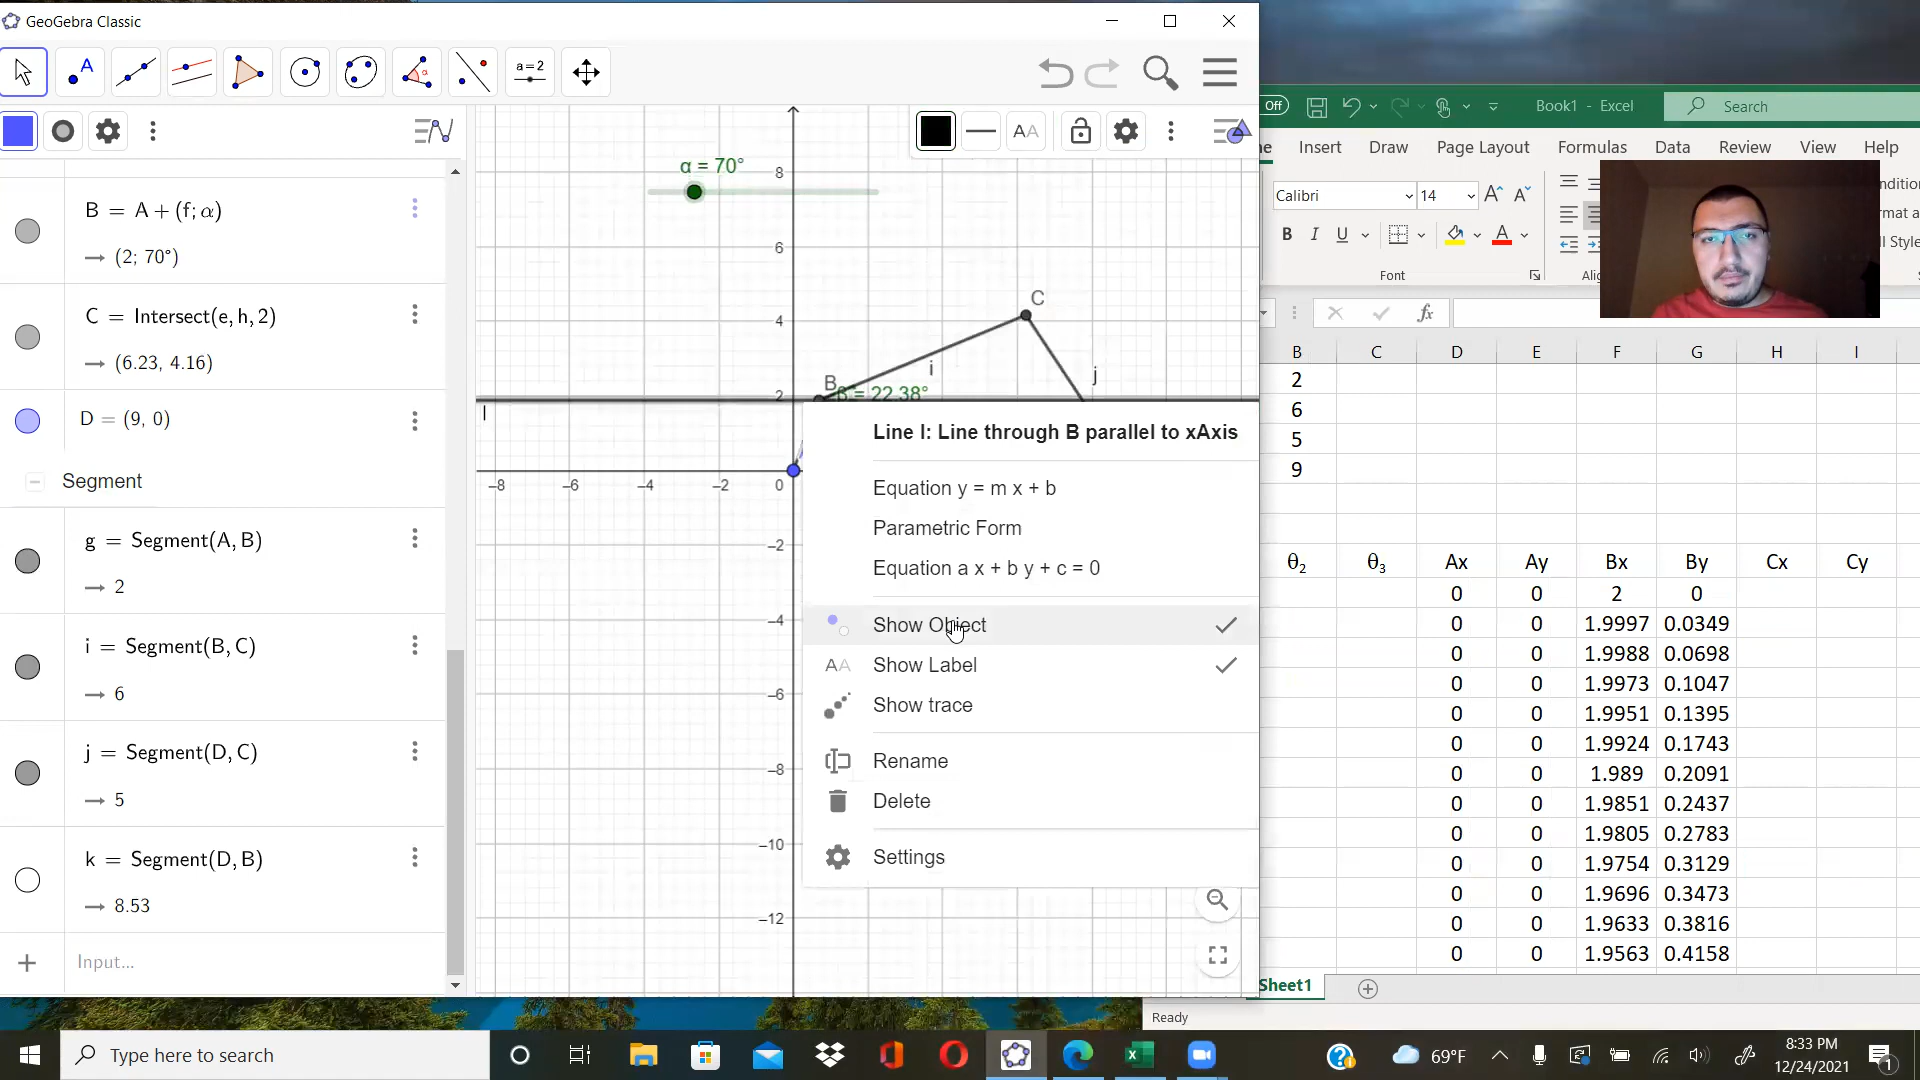 GeoGebra Classic
A
α
a=2
AA
B = A + (f; α)
→ (2; 70°)
C = Intersect(e, h, 2)
→ (6.23, 4.16)
D = (9, 0)
Segment
g = Segment(A, B)
→ 2
i = Segment(B, C)
→ 6
j = Segment(D, C)
→ 5
k = Segment(D, B)
→ 8.53
Input...
α = 70°
8
6
4
2
-8 -6 -4 -2 0
-2
-4
-6
-8
-10
-12
C
i
j
B
= 22.38°
l
Line l: Line through B parallel to xAxis
Equation y = m x + b
Parametric Form
Equation a x + b y + c = 0
Show Object
AA Show Label
Show trace
Rename
Delete
Settings
Off
Book1 - Excel
Search
Insert Draw Page Layout Formulas Data Review View Help
Calibri 14 A A
B I U A
Font
fx
B C D E F G H I
2
6
5
9
θ2 θ3 Ax Ay Bx By Cx Cy
0 0 2 0
0 0 1.9997 0.0349
0 0 1.9988 0.0698
0 0 1.9973 0.1047
0 0 1.9951 0.1395
0 0 1.9924 0.1743
0 0 1.989 0.2091
0 0 1.9851 0.2437
0 0 1.9805 0.2783
0 0 1.9754 0.3129
0 0 1.9696 0.3473
0 0 1.9633 0.3816
0 0 1.9563 0.4158
Sheet1
Ready
Type here to search
69°F
8:33 PM
12/24/2021
1